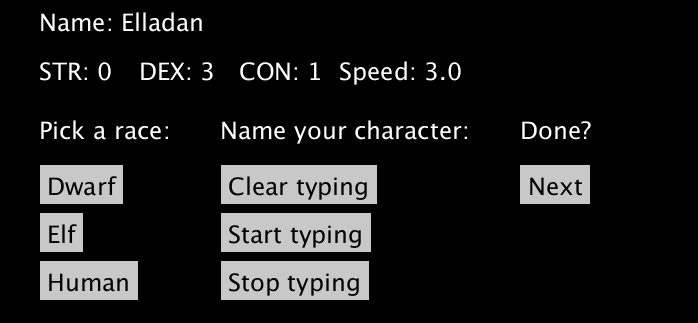 Name: Elladan
STR: 0 DEX: 3 CON: 1 Speed: 3.0
Pick a race: Name your character: Done?
Dwarf Clear typing Next
Elf Start typing
Human Stop typing